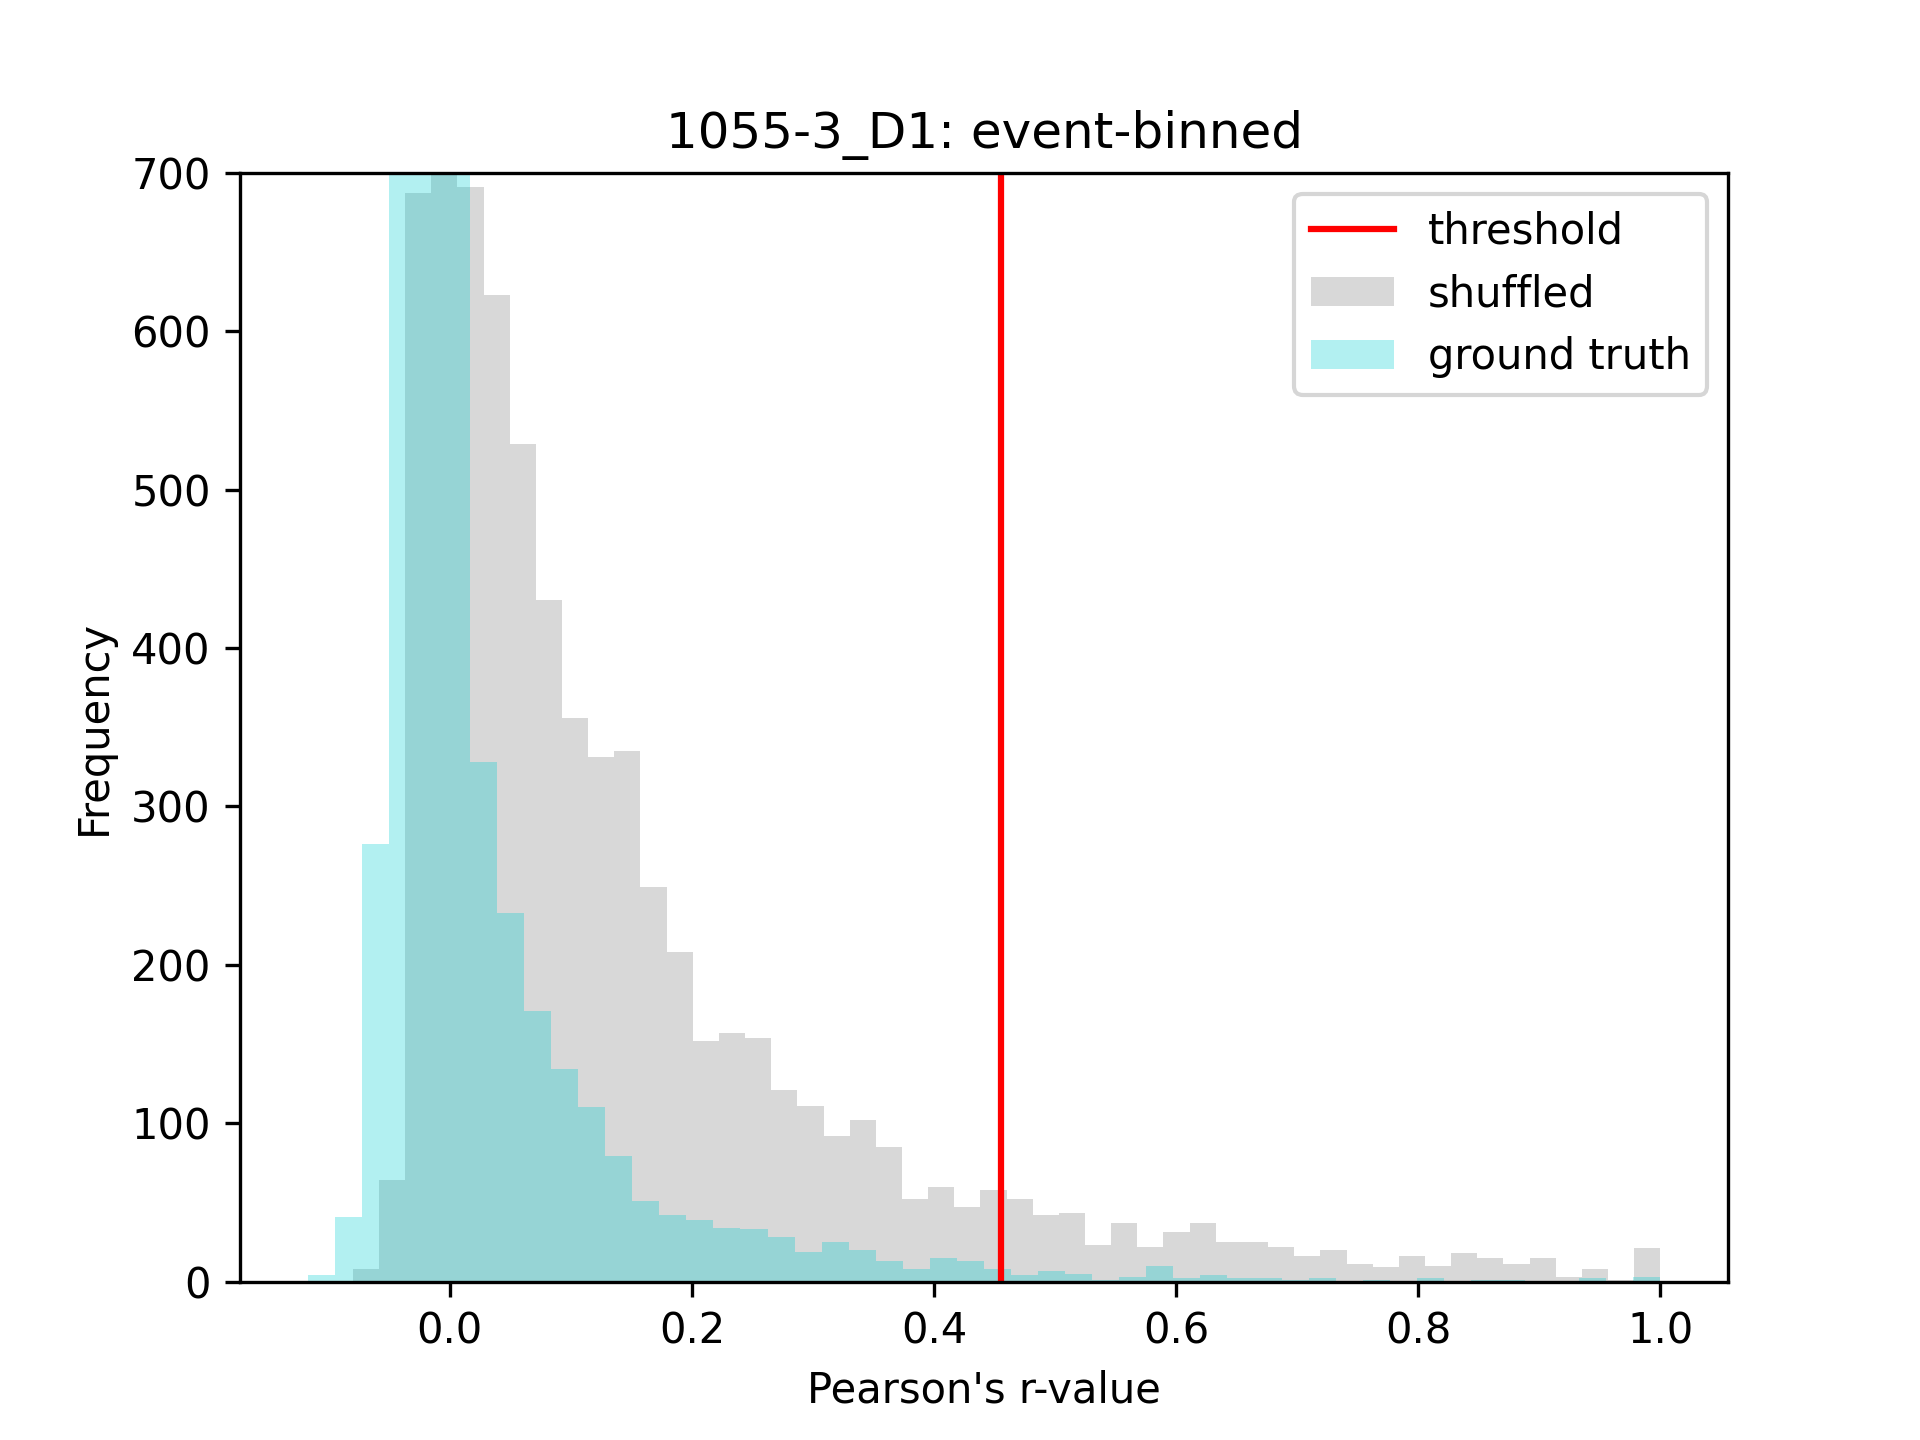 1055-3_D1: event-binned
700
600
500
400
300
200
100
0
Frequency
threshold
shuffled
ground truth
0.0 0.2 0.4 0.6 0.8 1.0
Pearson's r-value